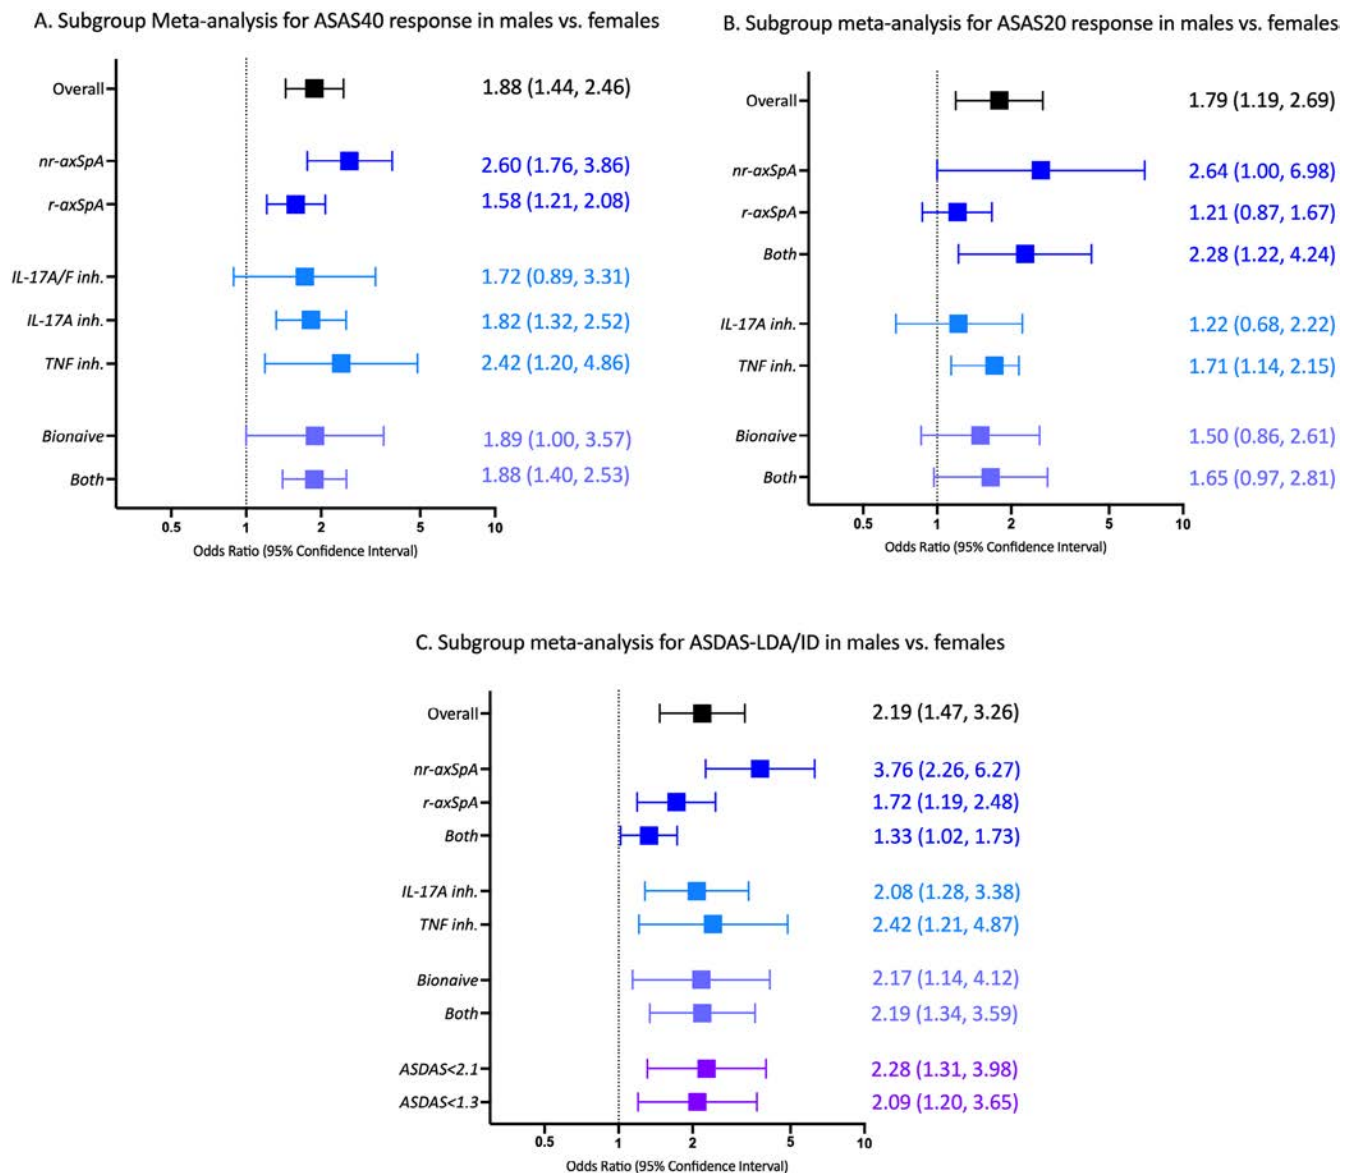 A. Subgroup Meta-analysis for ASAS40 response in males vs. females
Overall 1.88 (1.44, 2.46)
nr-axSpA 2.60 (1.76, 3.86)
r-axSpA 1.58 (1.21, 2.08)
IL-17A/F inh. 1.72 (0.89, 3.31)
IL-17A inh. 1.82 (1.32, 2.52)
TNF inh. 2.42 (1.20, 4.86)
Bionaive 1.89 (1.00, 3.57)
Both 1.88 (1.40, 2.53)
0.5 1 2 5 10
Odds Ratio (95% Confidence Interval)
B. Subgroup meta-analysis for ASAS20 response in males vs. females
Overall 1.79 (1.19, 2.69)
nr-axSpA 2.64 (1.00, 6.98)
r-axSpA 1.21 (0.87, 1.67)
Both 2.28 (1.22, 4.24)
IL-17A inh. 1.22 (0.68, 2.22)
TNF inh. 1.71 (1.14, 2.15)
Bionaive 1.50 (0.86, 2.61)
Both 1.65 (0.97, 2.81)
0.5 1 2 5 10
Odds Ratio (95% Confidence Interval)
C. Subgroup meta-analysis for ASDAS-LDA/ID in males vs. females
Overall 2.19 (1.47, 3.26)
nr-axSpA 3.76 (2.26, 6.27)
r-axSpA 1.72 (1.19, 2.48)
Both 1.33 (1.02, 1.73)
IL-17A inh. 2.08 (1.28, 3.38)
TNF inh. 2.42 (1.21, 4.87)
Bionaive 2.17 (1.14, 4.12)
Both 2.19 (1.34, 3.59)
ASDAS<2.1 2.28 (1.31, 3.98)
ASDAS<1.3 2.09 (1.20, 3.65)
0.5 1 2 5 10
Odds Ratio (95% Confidence Interval)